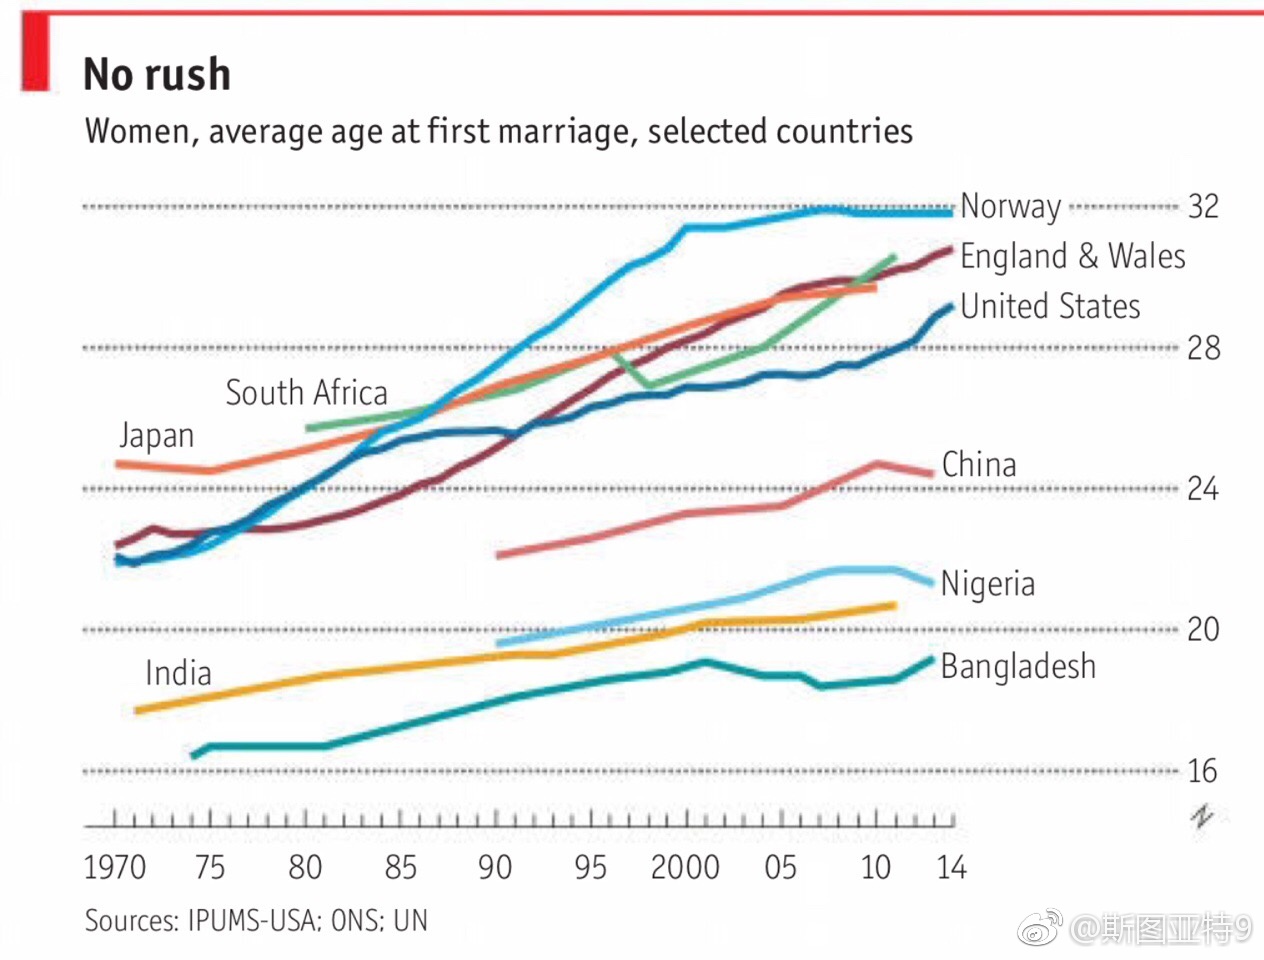 No rush
Women, average age at first marriage, selected countries
Norway
32
England & Wales
United States
28
South Africa
Japan
China
24
Nigeria
20
India
Bangladesh
16
1970 75 80 85 90 95 2000 05 10 14
Sources: IPUMS-USA; ONS; UN
@斯图亚特9